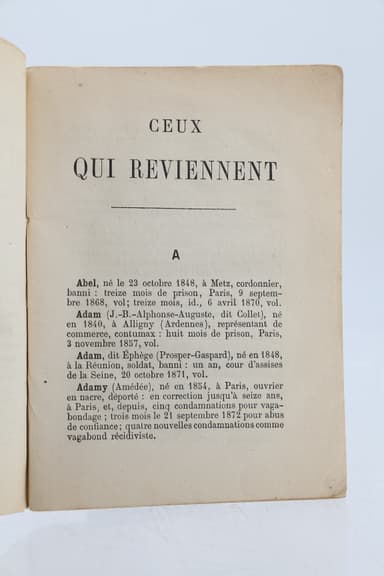 CEUX
QUI REVIENNENT
A
Abel, né le 23 octobre 1848, à Metz, cordonnier,
banni : treize mois de prison, Paris, 9 septem-
bre 1868, vol; treize mois, id., 6 avril 1870, vol.
Adam (J.-B.-Alphonse-Auguste, dit Collet), né
en 1840, à Alligny (Ardennes), représentant de
commerce, contumax : huit mois de prison, Paris,
3 novembre 1857, vol.
Adam, dit Éphège (Prosper-Gaspard), né en 1848,
à la Réunion, soldat, banni : un an, cour d'assises
de la Seine, 20 octobre 1871, vol.
Adamy (Amédée), né en 1854, à Paris, ouvrier
en nacre, déporté : en correction jusqu'à seize ans,
à Paris, et, depuis, cinq condamnations pour vaga-
bondage ; trois mois le 21 septembre 1872 pour abus
de confiance ; quatre nouvelles condamnations comme
vagabond récidiviste.